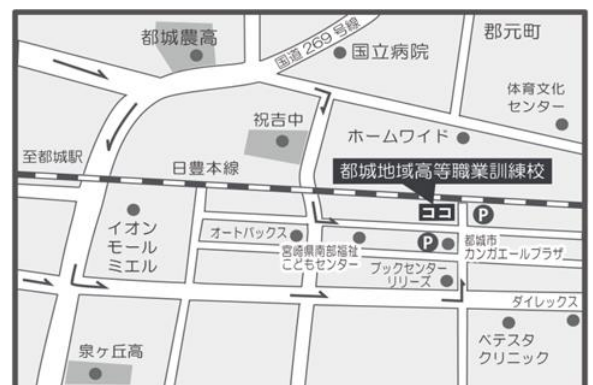 都城農高
国道269号線
国立病院
郡元町
体育文化
センター
祝吉中
ホームワイド
至都城駅
日豊本線
都城地域高等職業訓練校
ココ
P
イオン
モール
ミエル
オートバックス
宮崎県南部福祉
こどもセンター
P
都城市
カンガエールプラザ
ブックセンター
リリーズ
ダイレックス
ベテスタ
クリニック
泉ヶ丘高